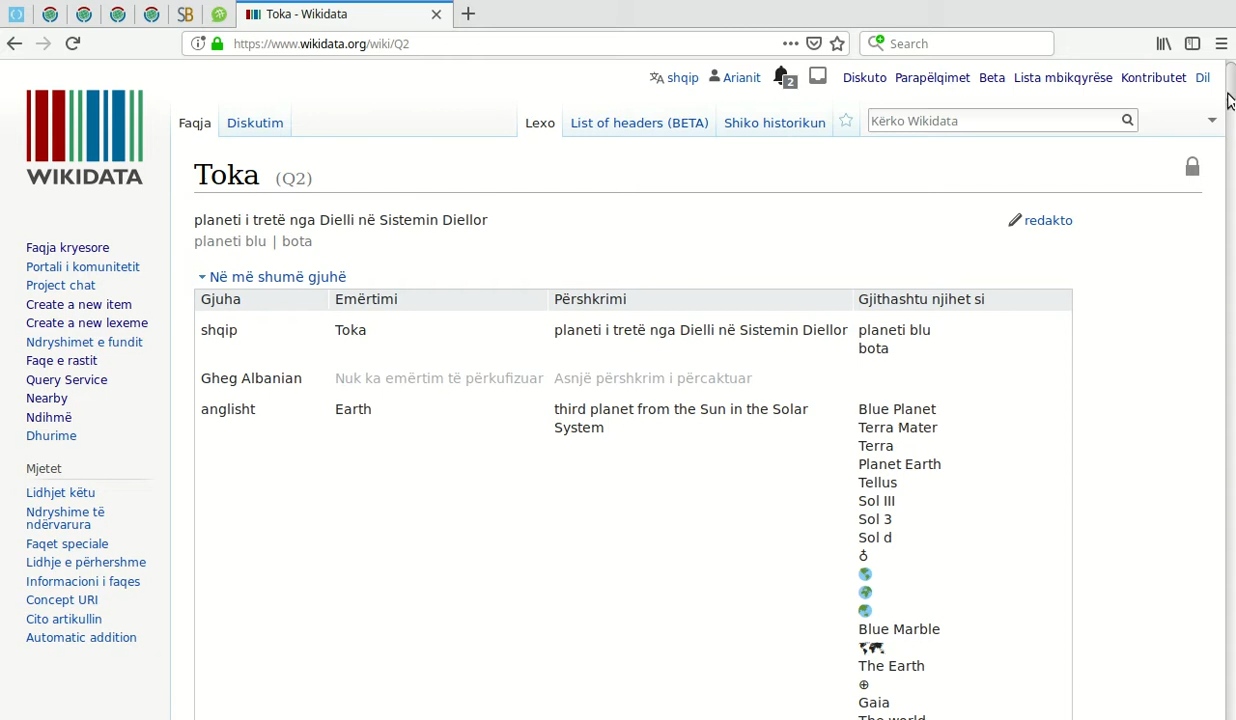 Toka - Wikidata
https://www.wikidata.org/wiki/Q2
Search
shqip Arianit 2 Diskuto Parapëlqimet Beta Lista mbikqyrëse Kontributet Dil
Faqja Diskutim Lexo List of headers (BETA) Shiko historikun Kërko Wikidata
WIKIDATA
Toka (Q2)
planeti i tretë nga Dielli në Sistemin Diellor
redakto
planeti blu | bota
Në më shumë gjuhë
Gjuha Emërtimi Përshkrimi Gjithashtu njihet si
shqip Toka planeti i tretë nga Dielli në Sistemin Diellor planeti blu
bota
Gheg Albanian Nuk ka emërtim të përkufizuar Asnjë përshkrim i përcaktuar
anglisht Earth third planet from the Sun in the Solar Blue Planet
System Terra Mater
Terra
Planet Earth
Tellus
Sol III
Sol 3
Sol d
♁
🌎
🌍
🌏
Blue Marble
🗺
The Earth
⊕
Gaia
The world
Faqja kryesore
Portali i komunitetit
Project chat
Create a new item
Create a new lexeme
Ndryshimet e fundit
Faqe e rastit
Query Service
Nearby
Ndihmë
Dhurime
Mjetet
Lidhjet këtu
Ndryshime të
ndërvarura
Faqet speciale
Lidhje e përhershme
Informacioni i faqes
Concept URI
Cito artikullin
Automatic addition